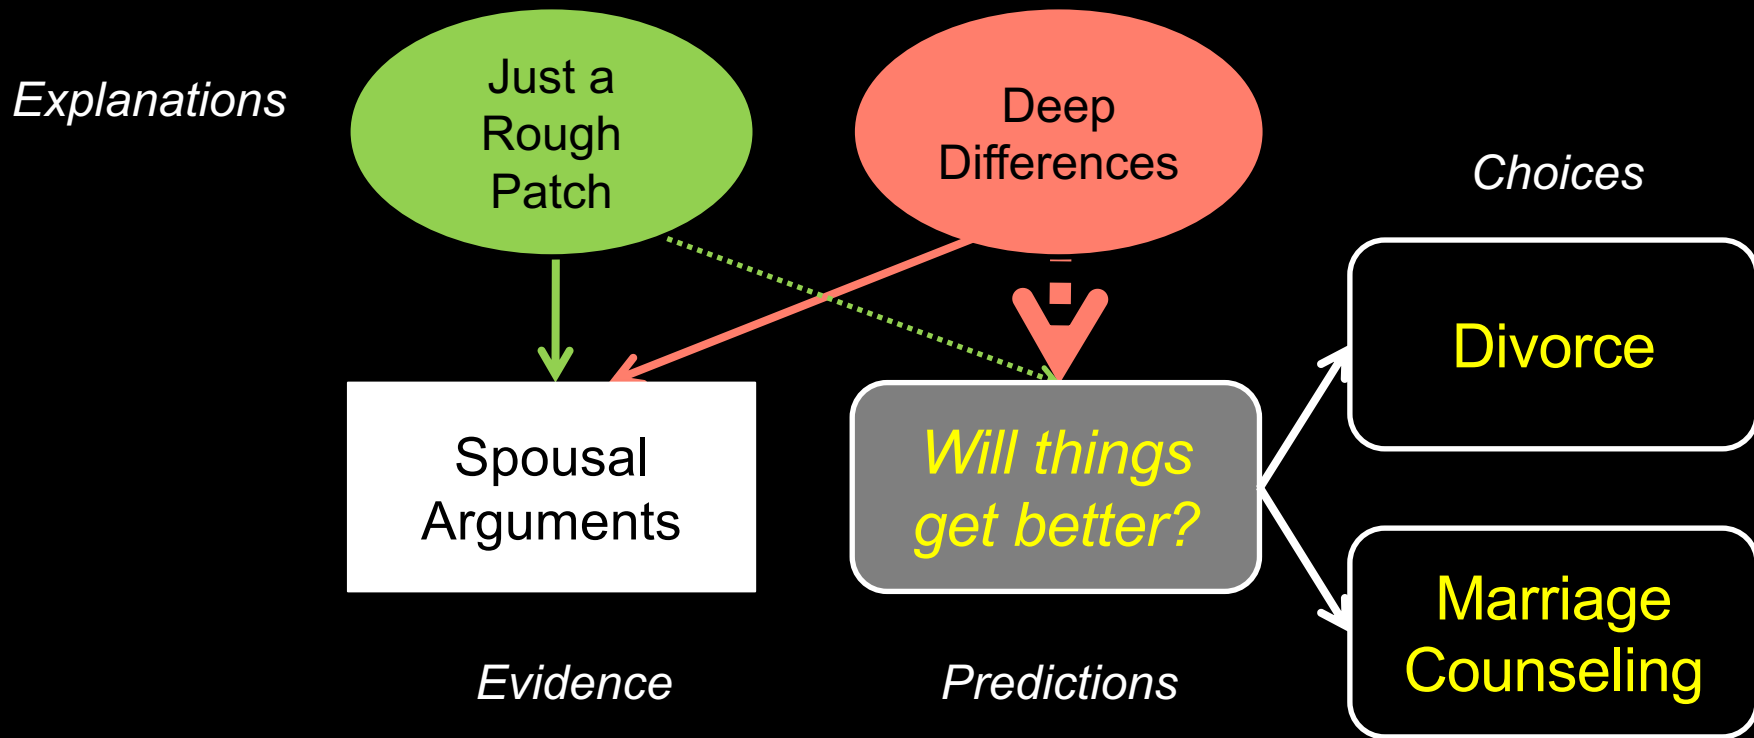 Explanations
Just a
Rough
Patch
Deep
Differences
Choices
Divorce
Spousal
Arguments
Will things
get better?
Marriage
Counseling
Evidence
Predictions